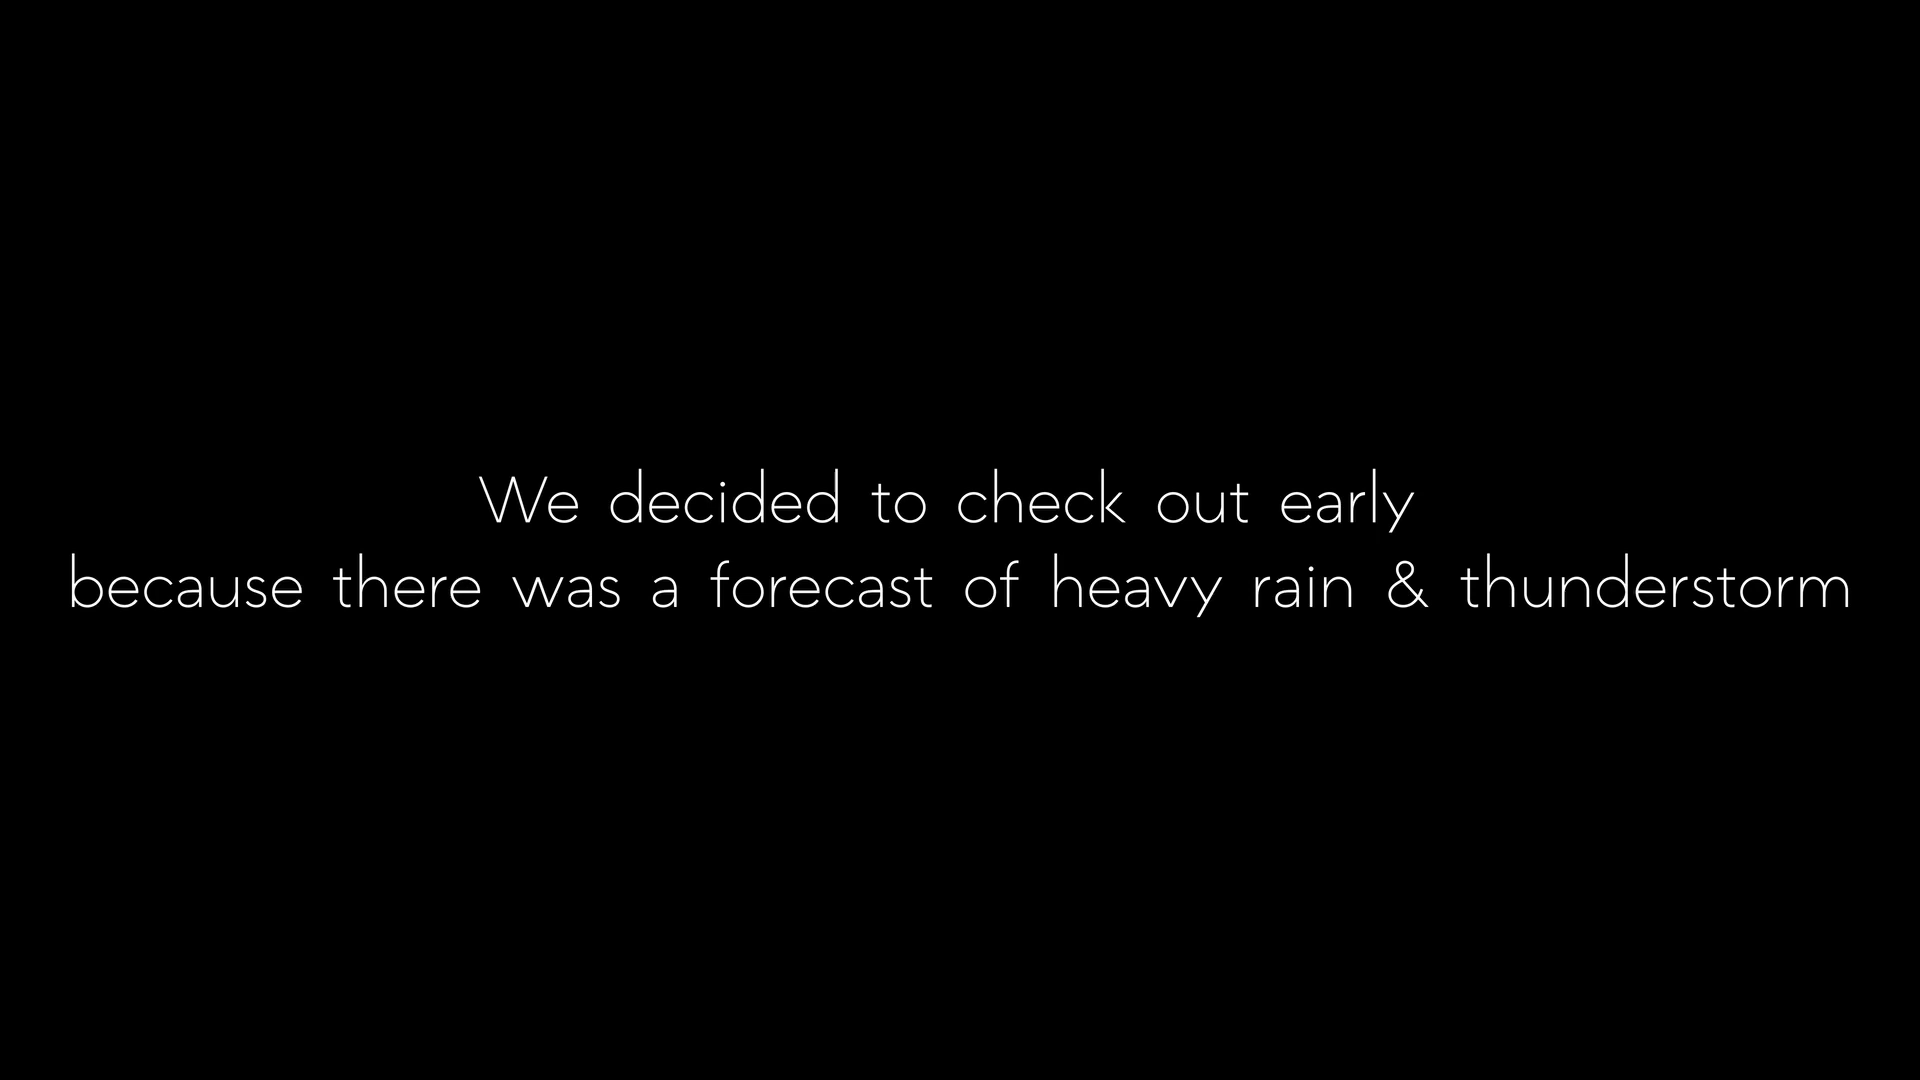 We decided to check out early
because there was a forecast of heavy rain & thunderstorm